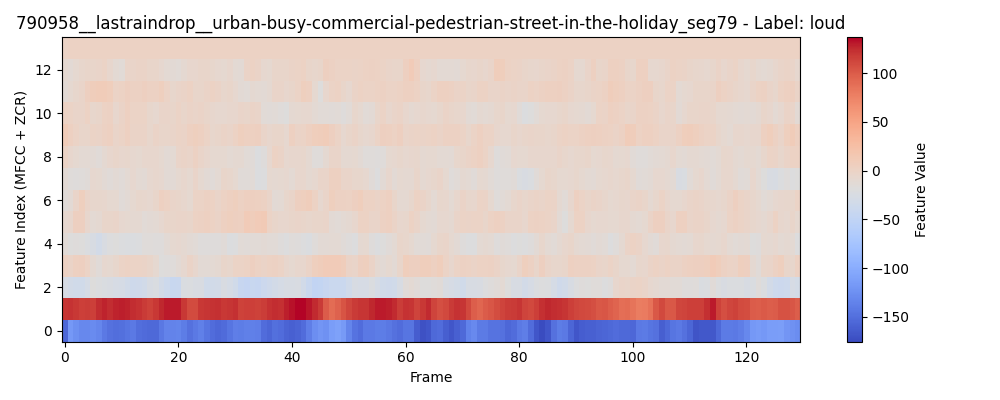 790958__lastraindrop__urban-busy-commercial-pedestrian-street-in-the-holiday_seg79 - Label: loud
Feature Index (MFCC + ZCR)
12
10
8
6
4
2
0
0 20 40 60 80 100 120
Frame
100
50
0
−50
−100
−150
Feature Value